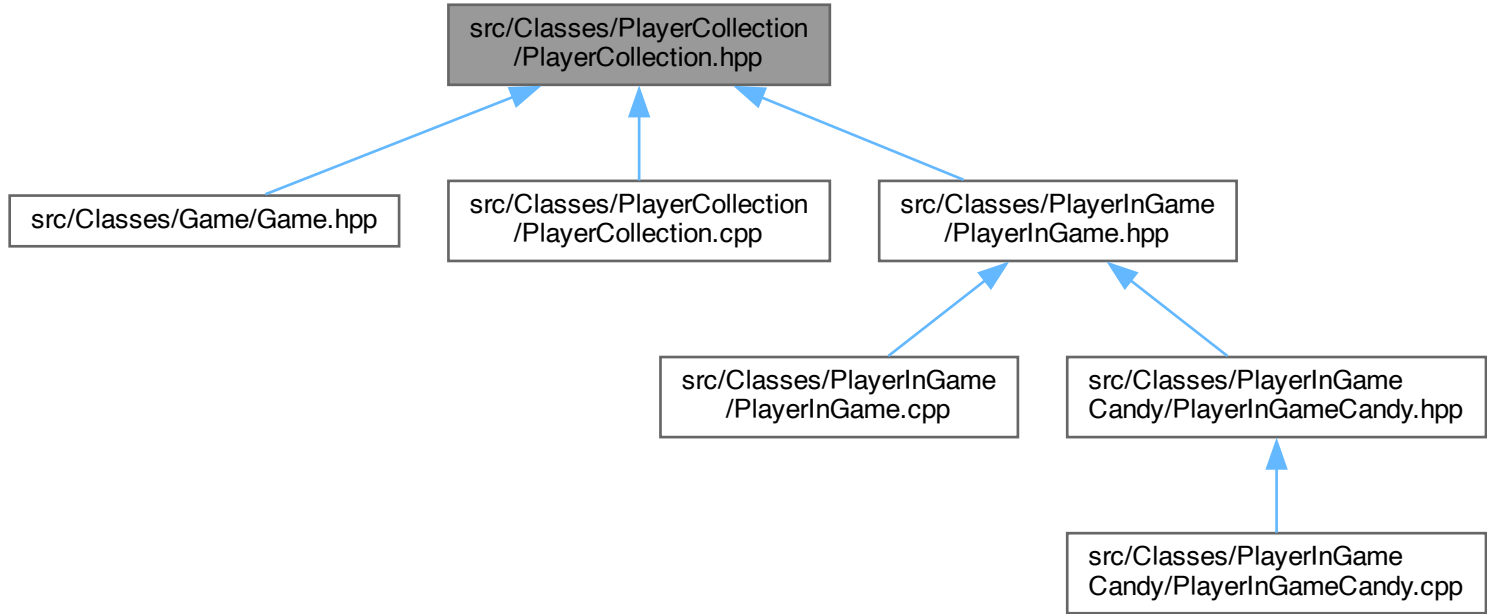 src/Classes/PlayerCollection
/PlayerCollection.hpp
src/Classes/Game/Game.hpp
src/Classes/PlayerCollection
/PlayerCollection.cpp
src/Classes/PlayerInGame
/PlayerInGame.hpp
src/Classes/PlayerInGame
/PlayerInGame.cpp
src/Classes/PlayerInGame
Candy/PlayerInGameCandy.hpp
src/Classes/PlayerInGame
Candy/PlayerInGameCandy.cpp